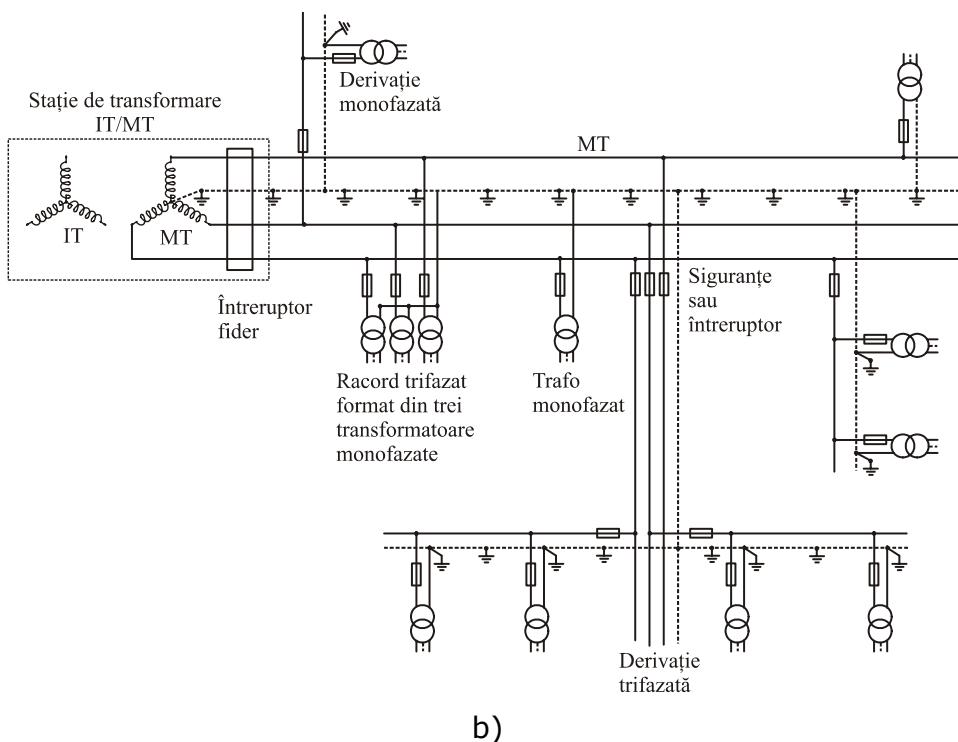 Derivație
monofazată
Stație de transformare
IT/MT
MT
IT
MT
Întreruptor
fider
Siguranțe
sau
întreruptor
Racord trifazat
format din trei
transformatoare
monofazate
Trafo
monofazat
Derivație
trifazată
b)